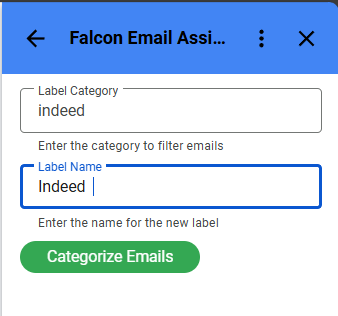 Falcon Email Assi...
Label Category
indeed
Enter the category to filter emails
Label Name
Indeed
Enter the name for the new label
Categorize Emails